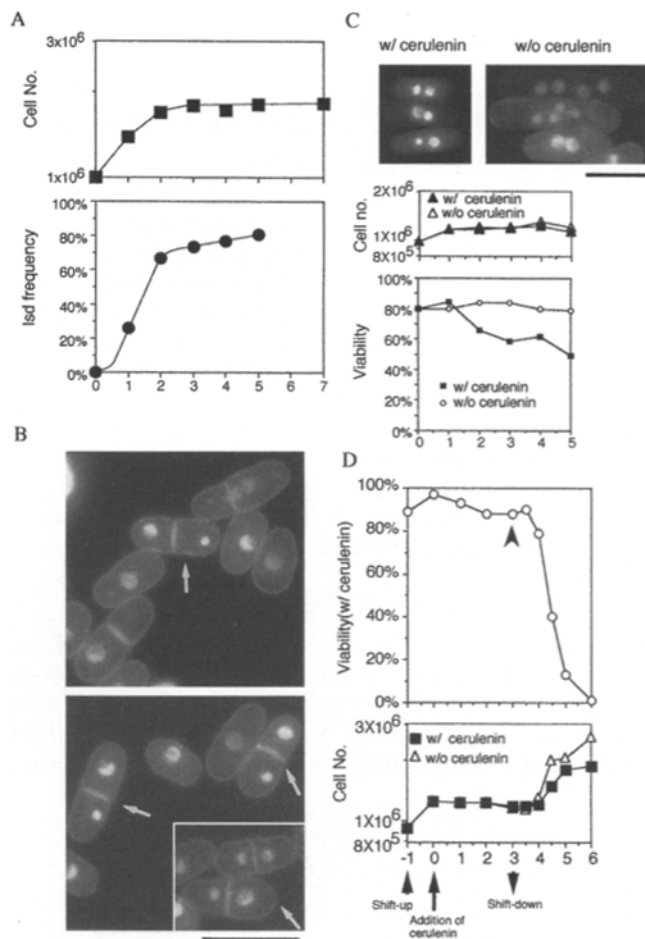 A
3x10⁶
Cell No.
1x10⁶
100%
80%
60%
40%
20%
0%
lsd frequency
0 1 2 3 4 5 6 7
B
C
w/ cerulenin
w/o cerulenin
2x10⁶
Cell no.
1x10⁶
8x10⁵
w/ cerulenin
w/o cerulenin
100%
80%
60%
40%
20%
0%
Viability
w/ cerulenin
w/o cerulenin
0 1 2 3 4 5
D
100%
80%
60%
40%
20%
0%
Viability(w/ cerulenin)
3X10⁶
Cell No.
1X10⁶
8X10⁵
w/ cerulenin
w/o cerulenin
-1 0 1 2 3 4 5 6
Shift-up
Addition of
cerulenin
Shift-down